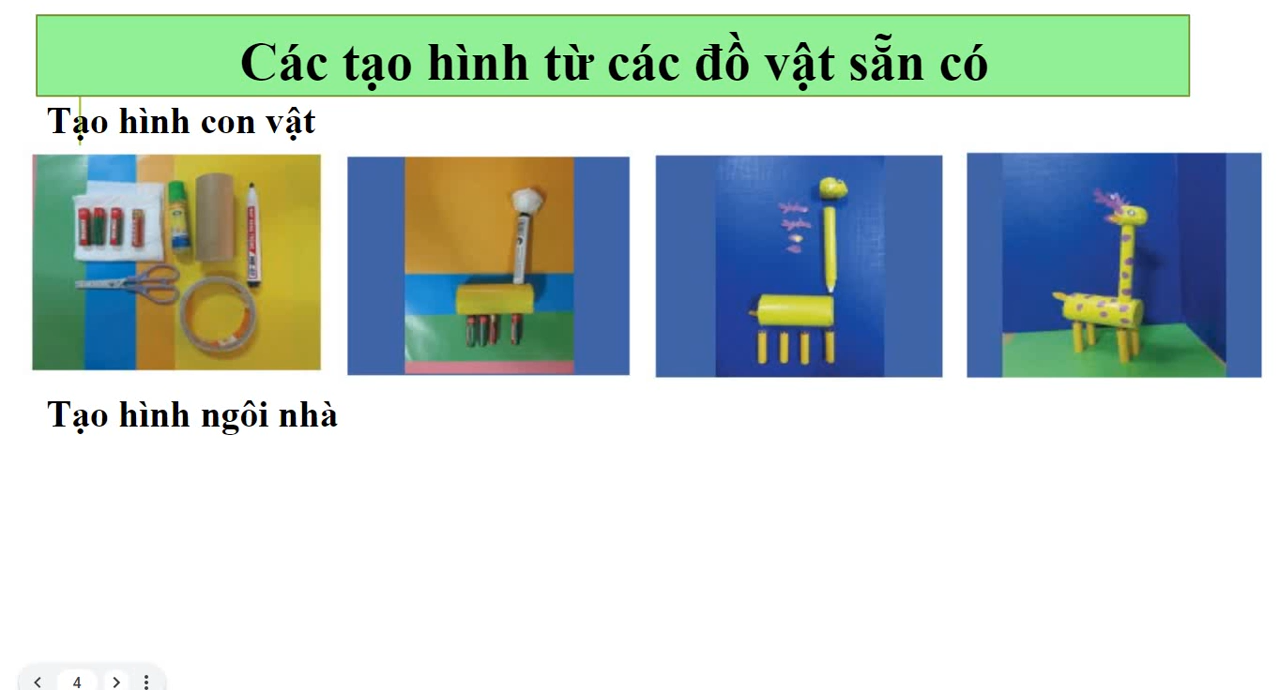 Các tạo hình từ các đồ vật sẵn có
Tạo hình con vật
Tạo hình ngôi nhà
4